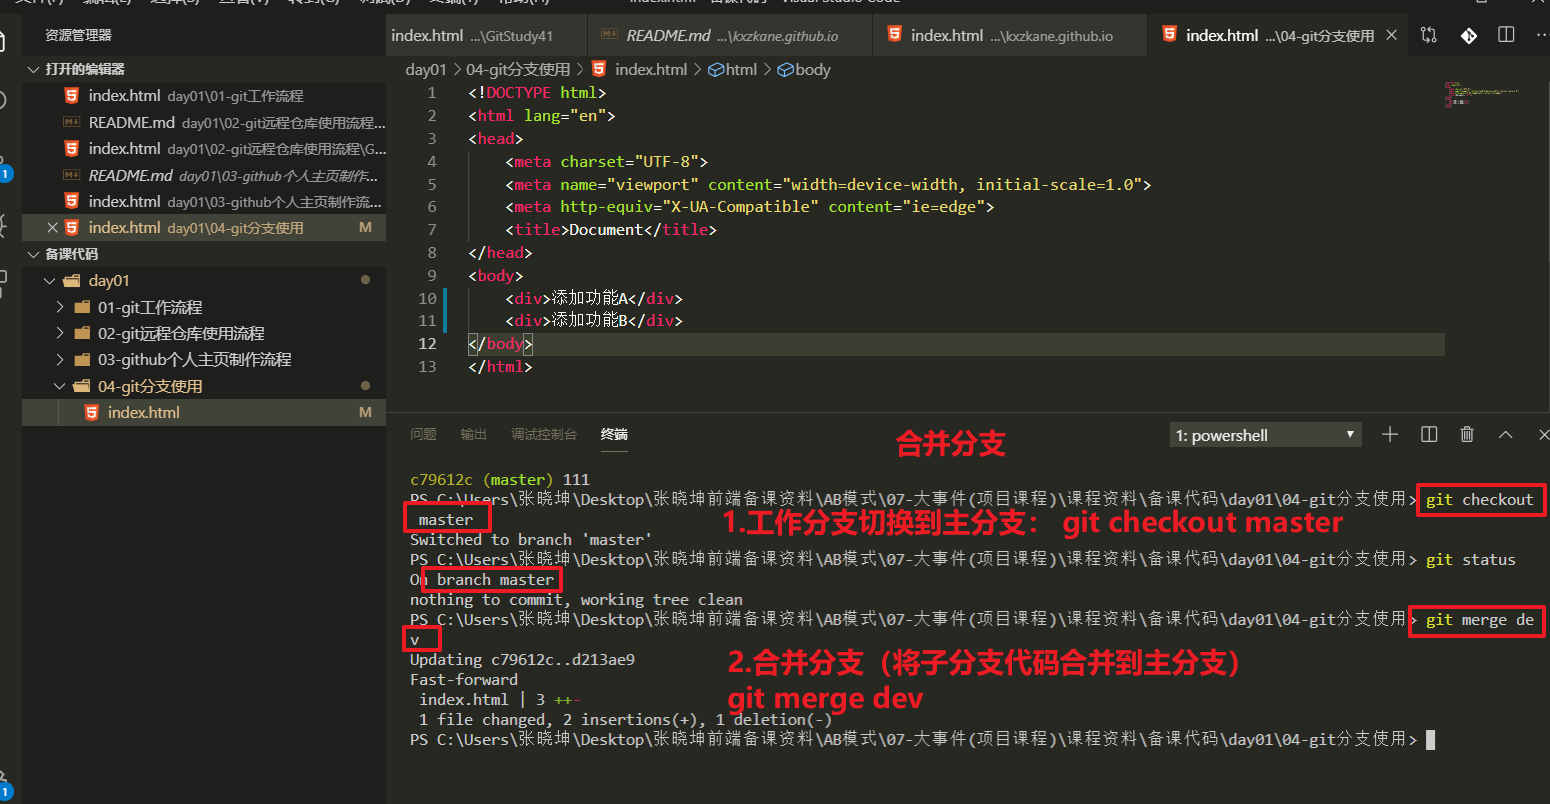 资源管理器
打开的编辑器
index.html day01\01-git工作流程
README.md day01\02-git远程仓库使用流程...
index.html day01\02-git远程仓库使用流程\G...
README.md day01\03-github个人主页制作...
index.html day01\03-github个人主页制作流...
index.html day01\04-git分支使用 M
备课代码
day01
01-git工作流程
02-git远程仓库使用流程
03-github个人主页制作流程
04-git分支使用
index.html M
1
1
index.html ...\GitStudy41
README.md ...\kxzkane.github.io
index.html ...\kxzkane.github.io
index.html ...\04-git分支使用
day01 > 04-git分支使用 > index.html > html > body
1 <!DOCTYPE html>
2 <html lang="en">
3 <head>
4 <meta charset="UTF-8">
5 <meta name="viewport" content="width=device-width, initial-scale=1.0">
6 <meta http-equiv="X-UA-Compatible" content="ie=edge">
7 <title>Document</title>
8 </head>
9 <body>
10 <div>添加功能A</div>
11 <div>添加功能B</div>
12 </body>
13 </html>
问题 输出 调试控制台 终端
合并分支
1: powershell
c79612c (master) 111
PS C:\Users\张晓坤\Desktop\张晓坤前端备课资料\AB模式\07-大事件(项目课程)\课程资料\备课代码\day01\04-git分支使用> git checkout
master
1.工作分支切换到主分支： git checkout master
Switched to branch 'master'
PS C:\Users\张晓坤\Desktop\张晓坤前端备课资料\AB模式\07-大事件(项目课程)\课程资料\备课代码\day01\04-git分支使用> git status
On branch master
nothing to commit, working tree clean
PS C:\Users\张晓坤\Desktop\张晓坤前端备课资料\AB模式\07-大事件(项目课程)\课程资料\备课代码\day01\04-git分支使用> git merge de
v
Updating c79612c..d213ae9
2.合并分支（将子分支代码合并到主分支）
Fast-forward
git merge dev
index.html | 3 ++-
1 file changed, 2 insertions(+), 1 deletion(-)
PS C:\Users\张晓坤\Desktop\张晓坤前端备课资料\AB模式\07-大事件(项目课程)\课程资料\备课代码\day01\04-git分支使用>